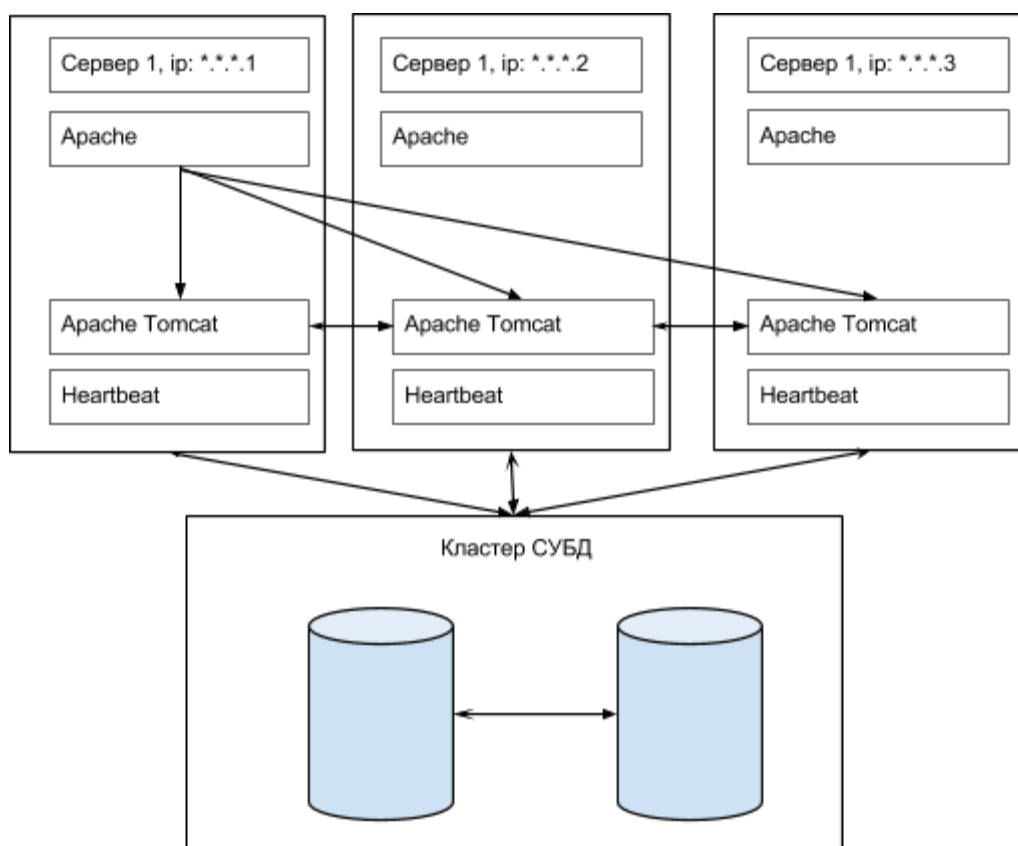 Сервер 1, ip: *.*.*.1
Apache
Apache Tomcat
Heartbeat
Сервер 1, ip: *.*.*.2
Apache
Apache Tomcat
Heartbeat
Сервер 1, ip: *.*.*.3
Apache
Apache Tomcat
Heartbeat
Кластер СУБД